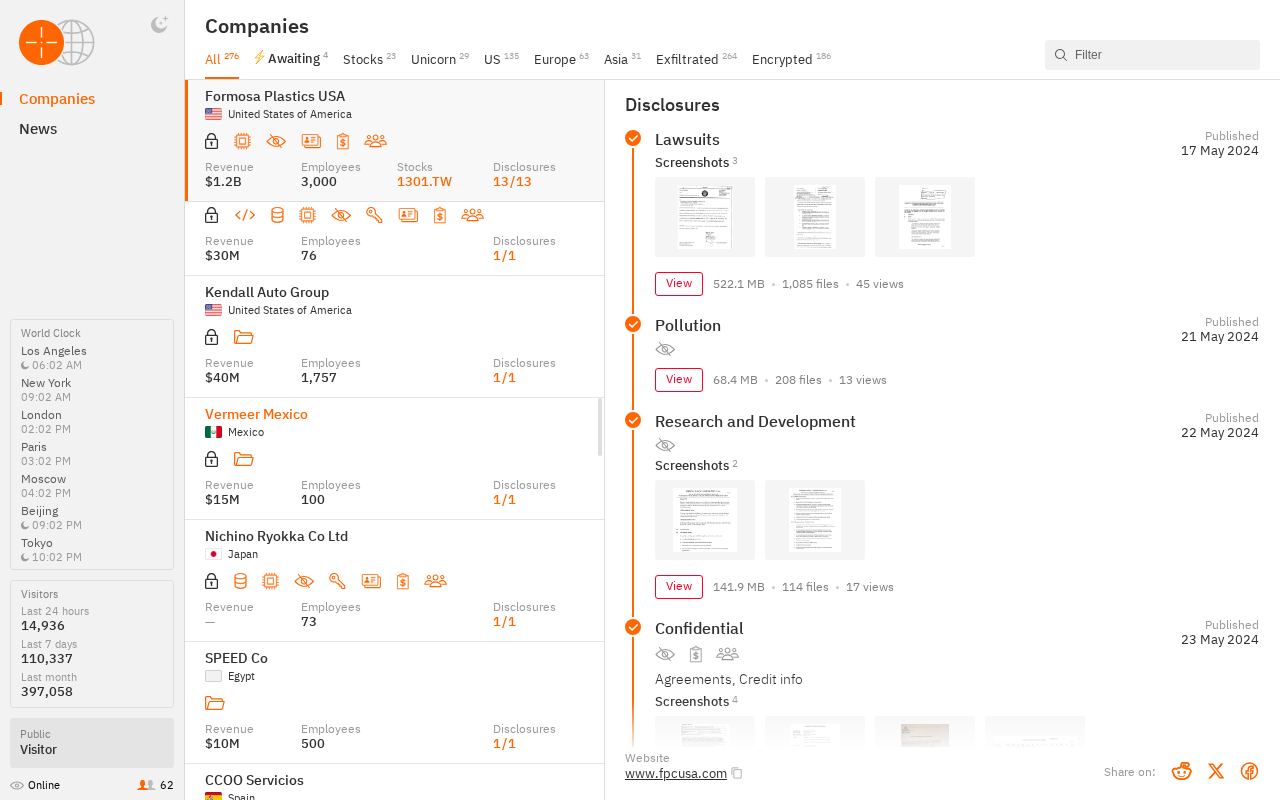 Companies
News
World Clock
Los Angeles
06:02 AM
New York
09:02 AM
London
02:02 PM
Paris
03:02 PM
Moscow
04:02 PM
Beijing
09:02 PM
Tokyo
10:02 PM
Visitors
Last 24 hours
14,936
Last 7 days
110,337
Last month
397,058
Public
Visitor
Online 62
Companies
All 276 Awaiting 4 Stocks 23 Unicorn 29 US 135 Europe 63 Asia 31 Exfiltrated 264 Encrypted 186
Filter
Formosa Plastics USA
United States of America
Revenue Employees Stocks Disclosures
$1.2B 3,000 1301.TW 13/13
Revenue Employees Disclosures
$30M 76 1/1
Kendall Auto Group
United States of America
Revenue Employees Disclosures
$40M 1,757 1/1
Vermeer Mexico
Mexico
Revenue Employees Disclosures
$15M 100 1/1
Nichino Ryokka Co Ltd
Japan
Revenue Employees Disclosures
— 73 1/1
SPEED Co
Egypt
Revenue Employees Disclosures
$10M 500 1/1
CCOO Servicios
Spain
Disclosures
Lawsuits
Published
17 May 2024
Screenshots 3
View 522.1 MB • 1,085 files • 45 views
Pollution
Published
21 May 2024
View 68.4 MB • 208 files • 13 views
Research and Development
Published
22 May 2024
Screenshots 2
View 141.9 MB • 114 files • 17 views
Confidential
Published
23 May 2024
Agreements, Credit info
Screenshots 4
Website
www.fpcusa.com
Share on: